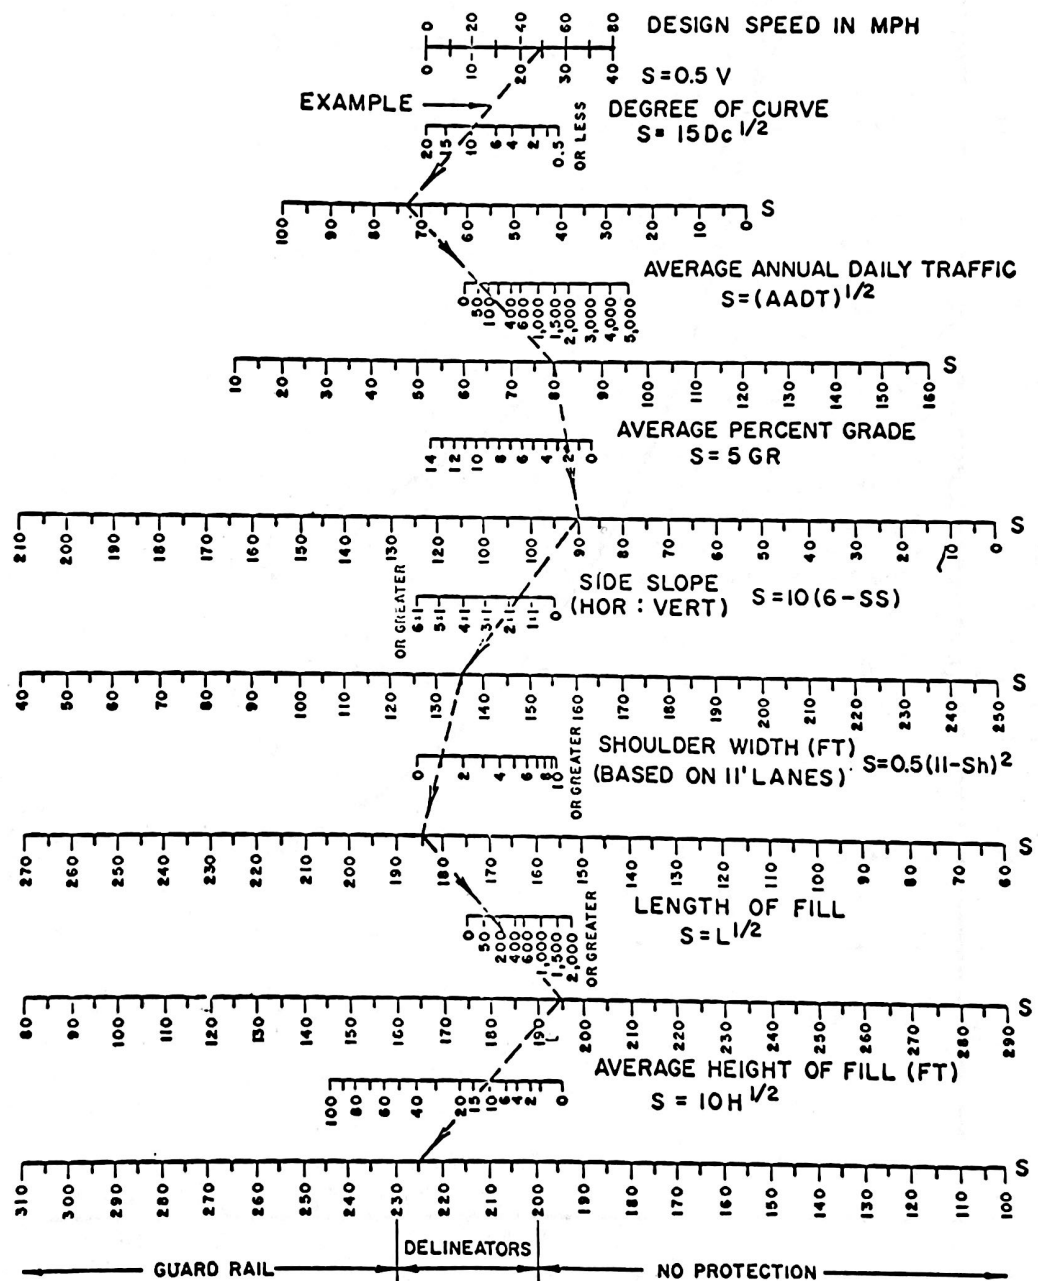 0 -20 -40 60 80 DESIGN SPEED IN MPH
0 10- 20- 30 40 S=0.5 V
EXAMPLE DEGREE OF CURVE
S= 15Dc 1/2
20 15 10 6 4 2 0.5 OR LESS
100 90 80 70 60 50 40 30 20 10 0 S
AVERAGE ANNUAL DAILY TRAFFIC
S=(AADT)1/2
0 50- 100 400 600 1,000 1,500 2,000 3,000 4,000 5,000
10 20 30 40 50 60 70 80 90 100 110 120 130 140 150 160 S
AVERAGE PERCENT GRADE
S=5GR
14 12 10 8 6 4 2 0
210 200 190 180 170 160 150 140 130 120 110 100 90 80 70 60 50 40 30 20 10 0 S
SIDE SLOPE
(HOR : VERT) S=10(6-SS)
OR GREATER 6:1 5:1- 4:1- 3:1- 2:1- 1:1- 0
40 50 60 70 80 90 100 110 120 130 140 150 160 170 180 190 200 210 220 230 240 250 S
SHOULDER WIDTH (FT)
(BASED ON 11' LANES) S=0.5(11-Sh)2
0 2 4 6 8 10 OR GREATER
270 260 250 240 230 220 210 200 190 180 170 160 150 140 130 120 110 100 90 80 70 60 S
LENGTH OF FILL
S=L1/2
0 50- 200 400 600 1,000 1,500 2,000 OR GREATER
80 90 100 110 120 130 140 150 160 170 180 190 200 210 220 230 240 250 260 270 280 290 S
AVERAGE HEIGHT OF FILL (FT)
S = 10H1/2
100 80 60 40 20 15 10 6 4 2 0
310 300 290 280 270 260 250 240 230 220 210 200 190 180 170 160 150 140 130 120 110 100 S
GUARD RAIL DELINEATORS NO PROTECTION